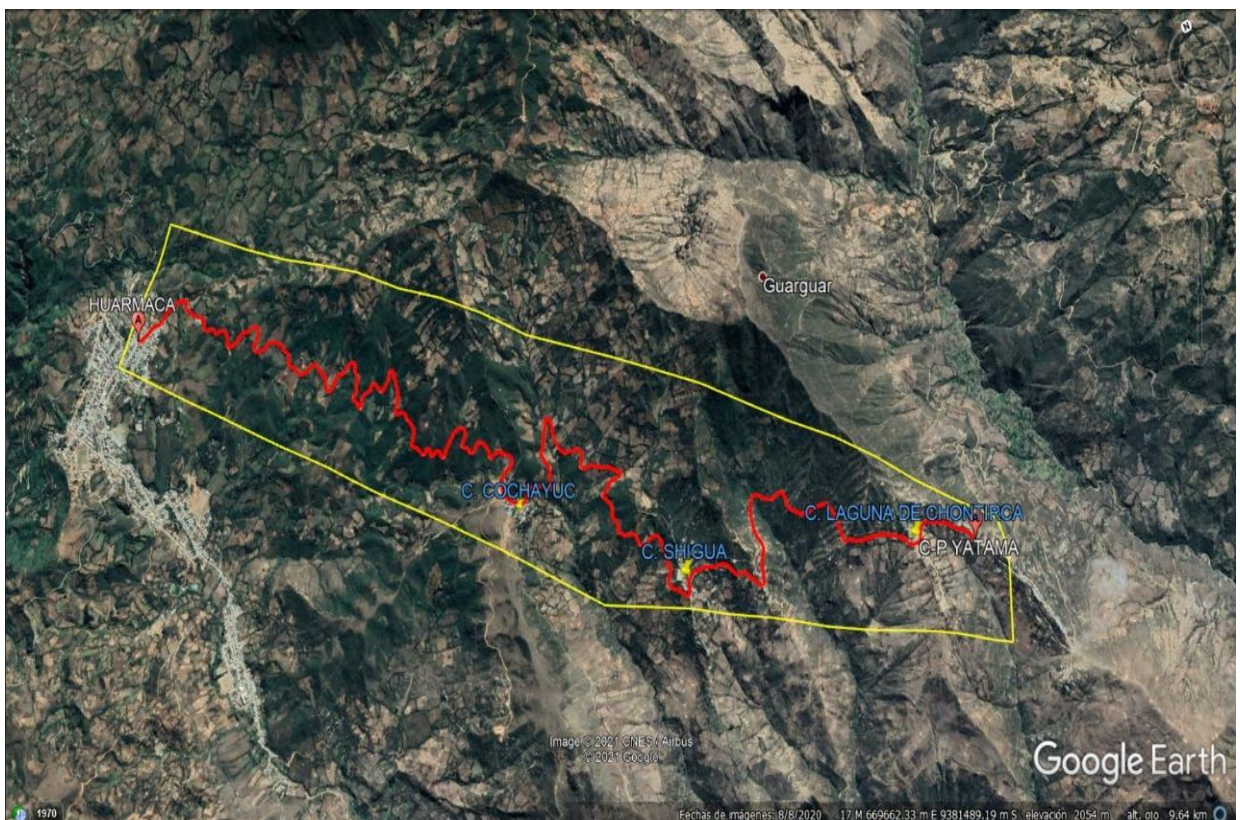 N
Guarguar
HUARMACA
A
C. COCHAYUC
C. LAGUNA DE CHONTIRCA
C-P YATAMA
C. SHIGUA
Image © 2021 CNES / Airbus
© 2021 Google
Google Earth
1970
Fechas de imágenes: 8/8/2020 17 M 669662.33 m E 9381489.19 m S elevación 2054 m alt. ojo 9.64 km